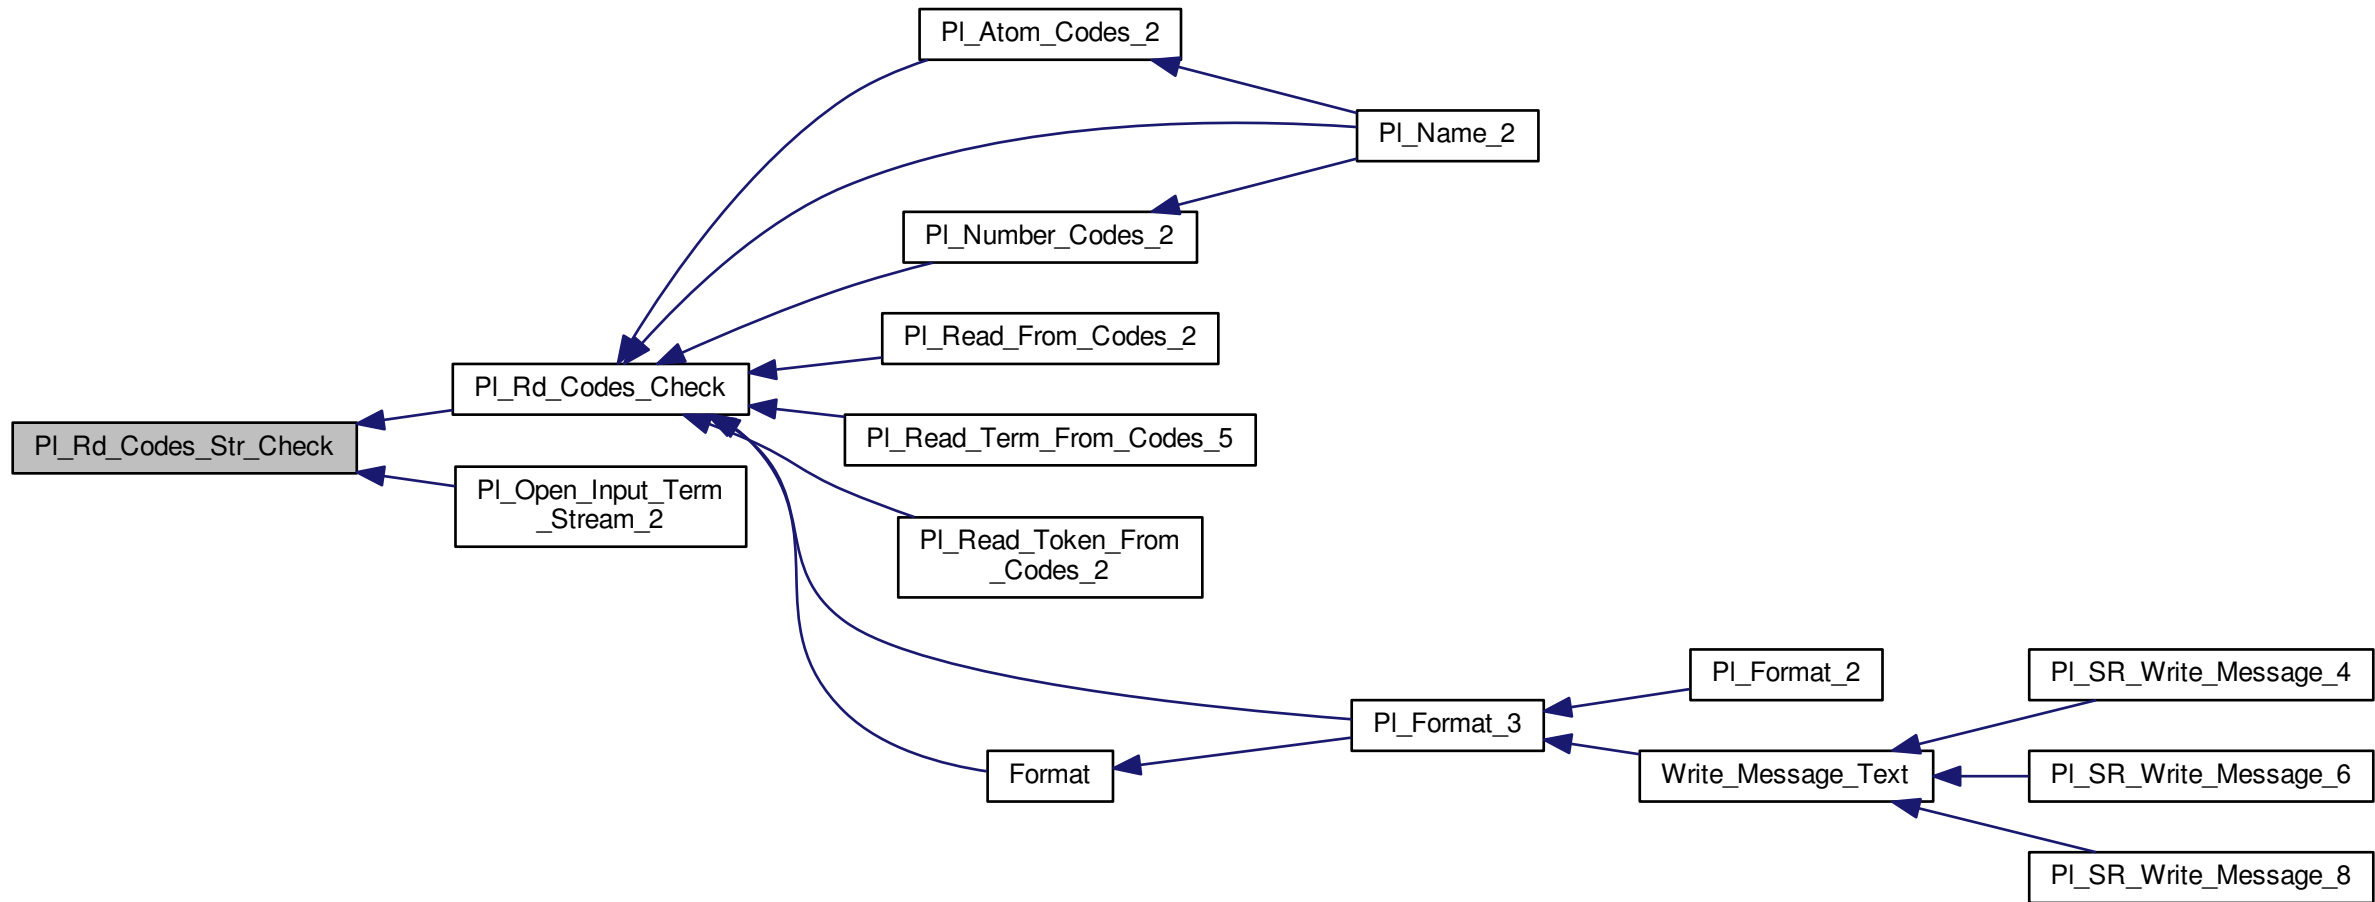 Pl_Atom_Codes_2
Pl_Name_2
Pl_Number_Codes_2
Pl_Read_From_Codes_2
Pl_Rd_Codes_Check
Pl_Read_Term_From_Codes_5
Pl_Rd_Codes_Str_Check
Pl_Open_Input_Term
_Stream_2
Pl_Read_Token_From
_Codes_2
Pl_Format_2
Pl_SR_Write_Message_4
Pl_Format_3
Format
Write_Message_Text
Pl_SR_Write_Message_6
Pl_SR_Write_Message_8